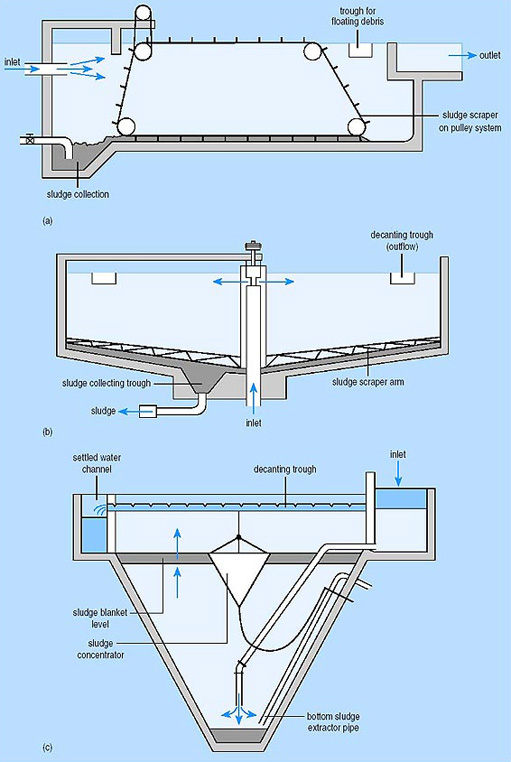 trough for
floating debris
inlet
outlet
sludge scraper
on pulley system
sludge collection
(a)
decanting trough
(outflow)
sludge collecting trough
sludge scraper arm
sludge
inlet
(b)
settled water
channel
decanting trough
inlet
sludge blanket
level
sludge
concentrator
bottom sludge
extractor pipe
(c)